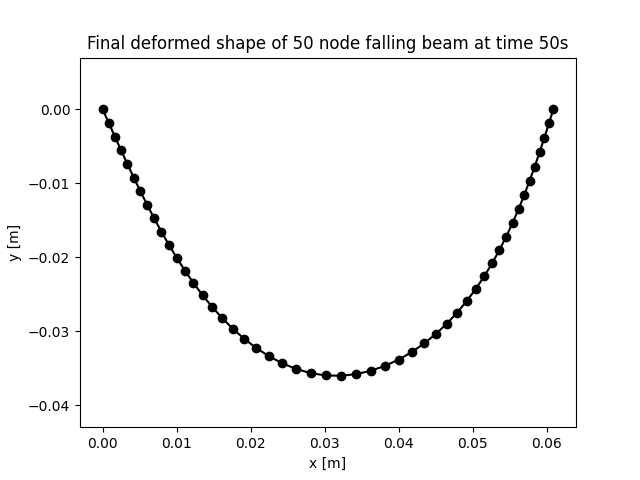 Final deformed shape of 50 node falling beam at time 50s
0.00
−0.01
−0.02
−0.03
−0.04
y [m]
0.00 0.01 0.02 0.03 0.04 0.05 0.06
x [m]